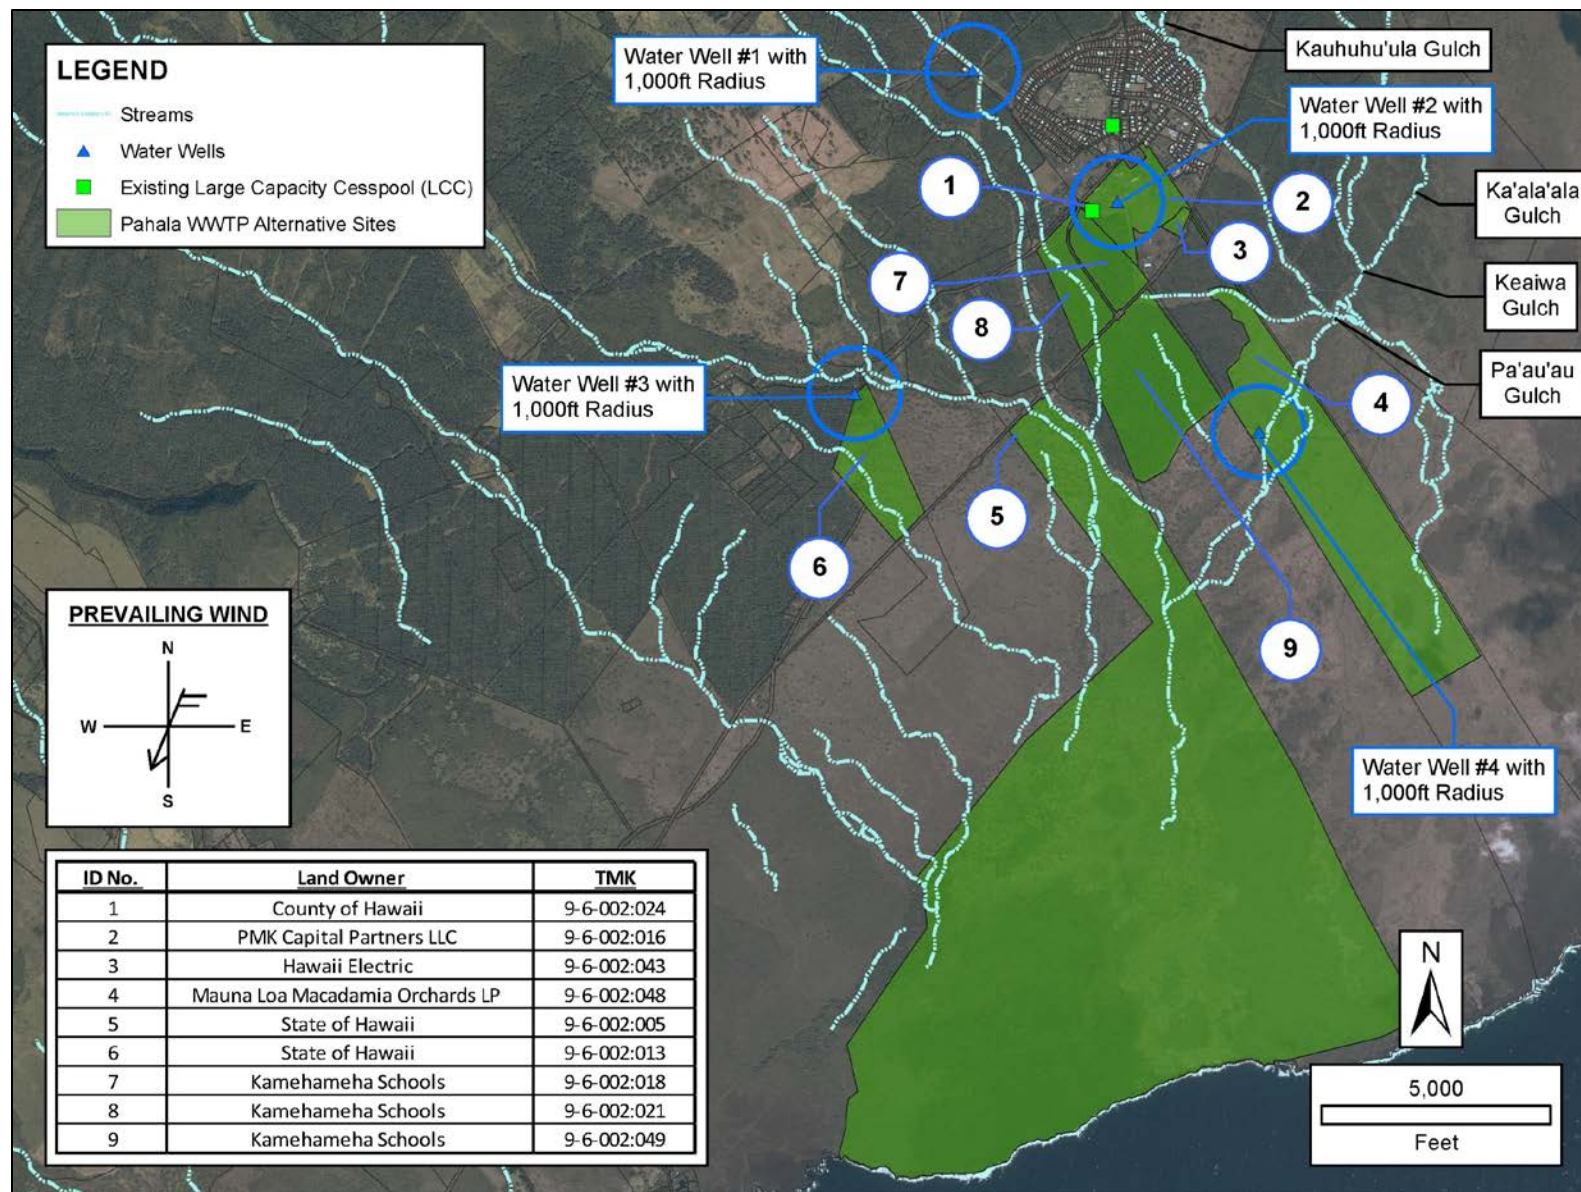 LEGEND
Streams
Water Wells
Existing Large Capacity Cesspool (LCC)
Pahala WWTP Alternative Sites
Water Well #1 with
1,000ft Radius
Kauhuhu'ula Gulch
Water Well #2 with
1,000ft Radius
Ka'ala'ala
Gulch
Keaiwa
Gulch
Pa'au'au
Gulch
1
2
3
7
8
4
Water Well #3 with
1,000ft Radius
5
6
9
Water Well #4 with
1,000ft Radius
PREVAILING WIND
N
W E
S
ID No. Land Owner TMK
1 County of Hawaii 9-6-002:024
2 PMK Capital Partners LLC 9-6-002:016
3 Hawaii Electric 9-6-002:043
4 Mauna Loa Macadamia Orchards LP 9-6-002:048
5 State of Hawaii 9-6-002:005
6 State of Hawaii 9-6-002:013
7 Kamehameha Schools 9-6-002:018
8 Kamehameha Schools 9-6-002:021
9 Kamehameha Schools 9-6-002:049
N
5,000
Feet